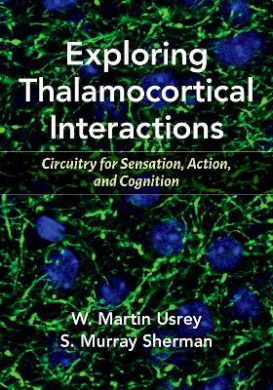 Exploring
Thalamocortical
Interactions
Circuitry for Sensation, Action,
and Cognition
W. Martin Usrey
S. Murray Sherman